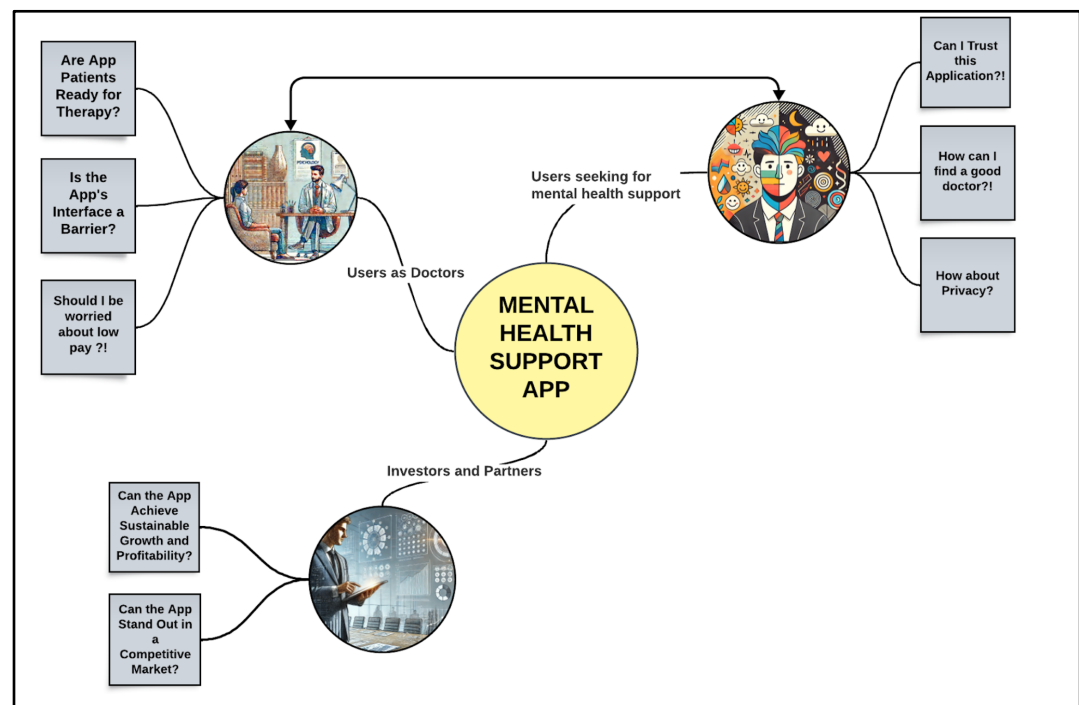 Are App
Patients
Ready for
Therapy?
Is the
App's
Interface a
Barrier?
Should I be
worried
about low
pay ?!
PSYCHOLOGY
Users as Doctors
Users seeking for
mental health support
Can I Trust
this
Application?!
How can I
find a good
doctor?!
How about
Privacy?
MENTAL
HEALTH
SUPPORT
APP
Investors and Partners
Can the App
Achieve
Sustainable
Growth and
Profitability?
Can the App
Stand Out in
a
Competitive
Market?